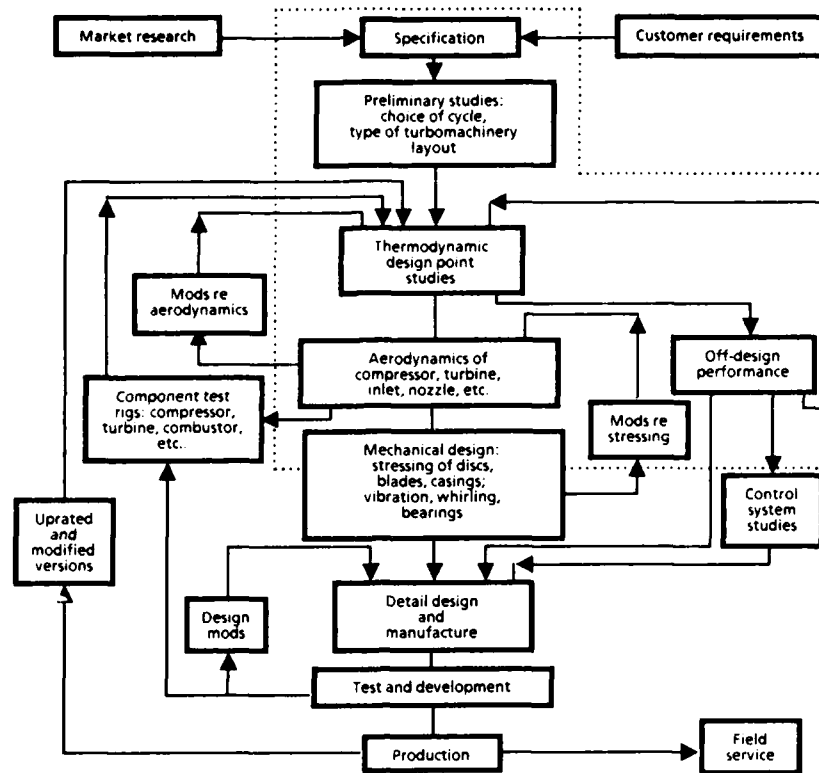 Market research
Specification
Customer requirements
Preliminary studies:
choice of cycle,
type of turbomachinery
layout
Thermodynamic
design point
studies
Mods re
aerodynamics
Aerodynamics of
compressor, turbine,
inlet, nozzle, etc.
Off-design
performance
Component test
rigs: compressor,
turbine, combustor,
etc..
Mods re
stressing
Mechanical design:
stressing of discs,
blades, casings;
vibration, whirling,
bearings
Control
system
studies
Uprated
and
modified
versions
Design
mods
Detail design
and
manufacture
Test and development
Production
Field
service